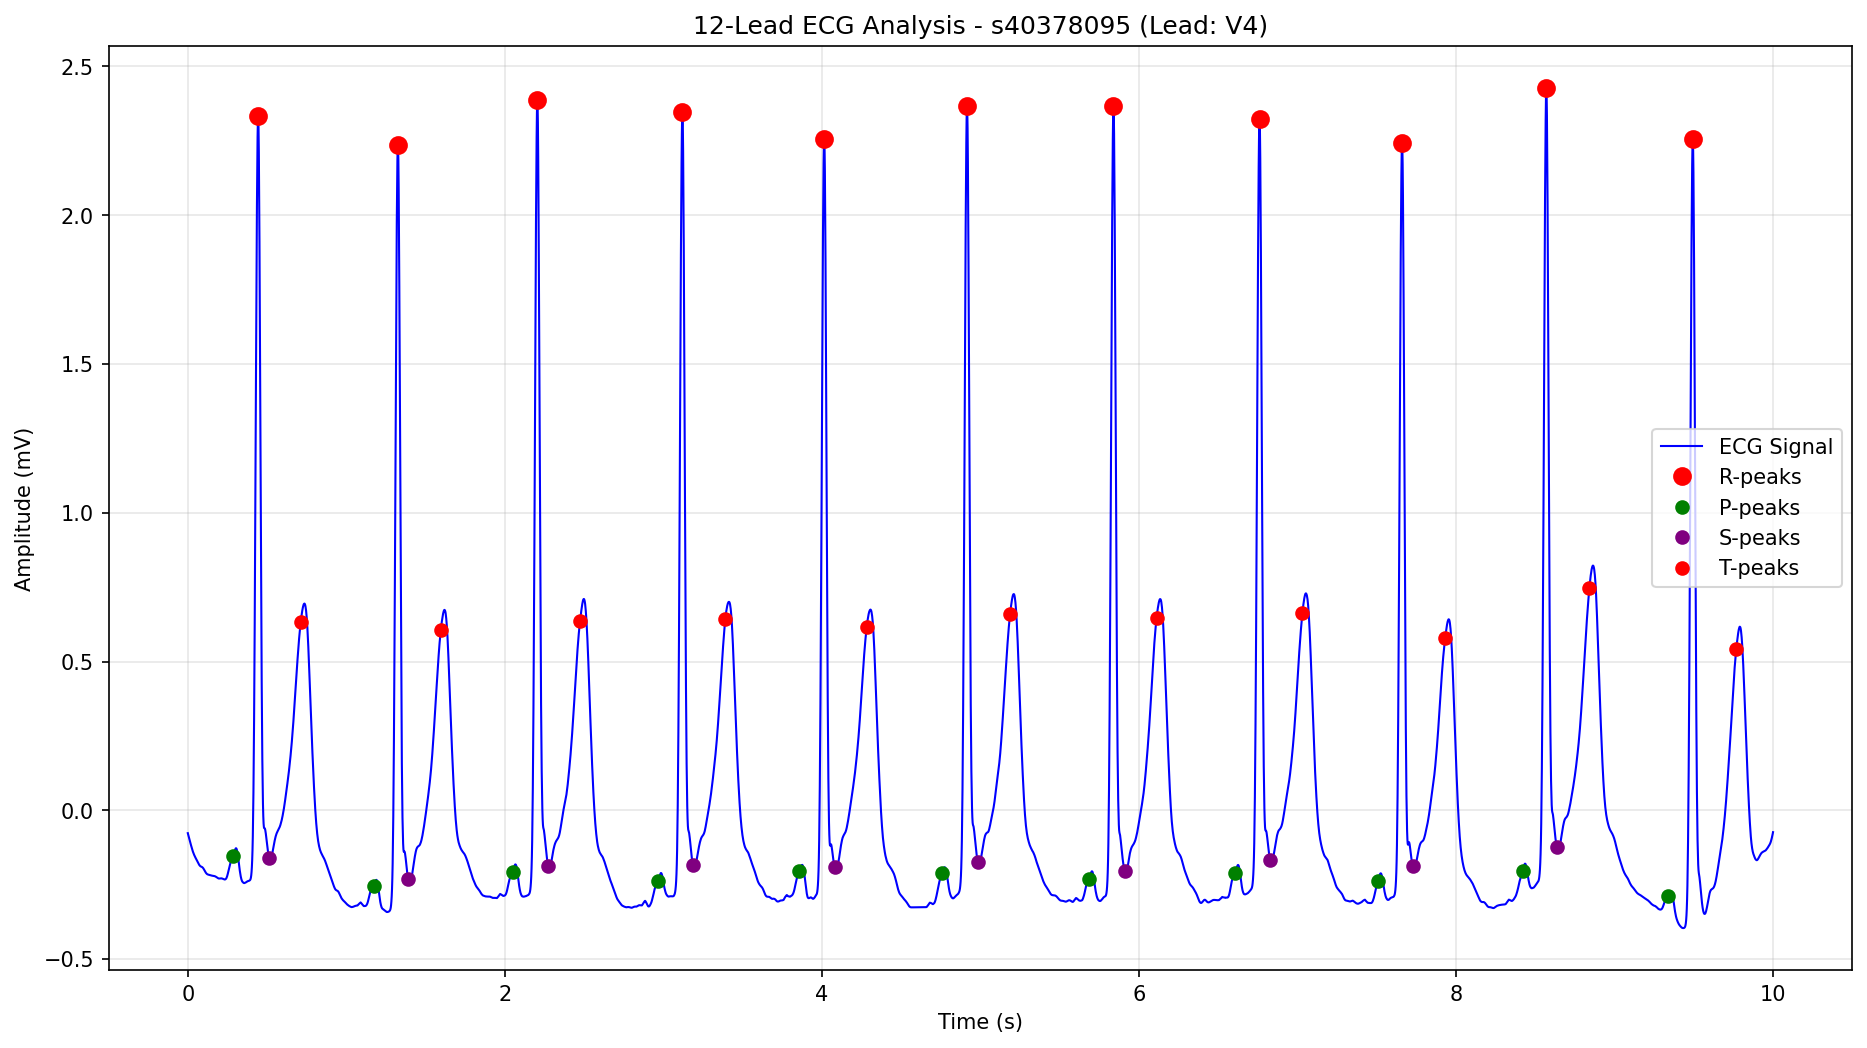 12-Lead ECG Analysis - s40378095 (Lead: V4)
2.5
2.0
1.5
1.0
0.5
0.0
−0.5
Amplitude (mV)
ECG Signal
R-peaks
P-peaks
S-peaks
T-peaks
0 2 4 6 8 10
Time (s)